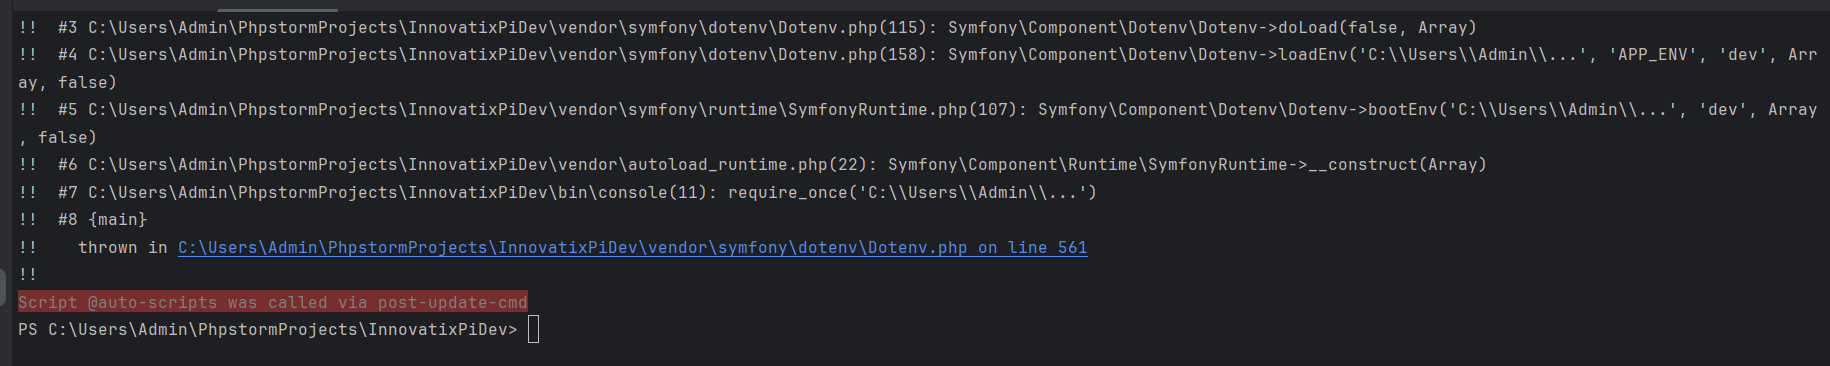 !!  #3 C:\Users\Admin\PhpstormProjects\InnovatixPiDev\vendor\symfony\dotenv\Dotenv.php(115): Symfony\Component\Dotenv\Dotenv->doLoad(false, Array)
!!  #4 C:\Users\Admin\PhpstormProjects\InnovatixPiDev\vendor\symfony\dotenv\Dotenv.php(158): Symfony\Component\Dotenv\Dotenv->loadEnv('C:\\Users\\Admin\\...', 'APP_ENV', 'dev', Arr
ay, false)
!!  #5 C:\Users\Admin\PhpstormProjects\InnovatixPiDev\vendor\symfony\runtime\SymfonyRuntime.php(107): Symfony\Component\Dotenv\Dotenv->bootEnv('C:\\Users\\Admin\\...', 'dev', Array
, false)
!!  #6 C:\Users\Admin\PhpstormProjects\InnovatixPiDev\vendor\autoload_runtime.php(22): Symfony\Component\Runtime\SymfonyRuntime->__construct(Array)
!!  #7 C:\Users\Admin\PhpstormProjects\InnovatixPiDev\bin\console(11): require_once('C:\\Users\\Admin\\...')
!!  #8 {main}
!!    thrown in C:\Users\Admin\PhpstormProjects\InnovatixPiDev\vendor\symfony\dotenv\Dotenv.php on line 561
!!
Script @auto-scripts was called via post-update-cmd
PS C:\Users\Admin\PhpstormProjects\InnovatixPiDev>